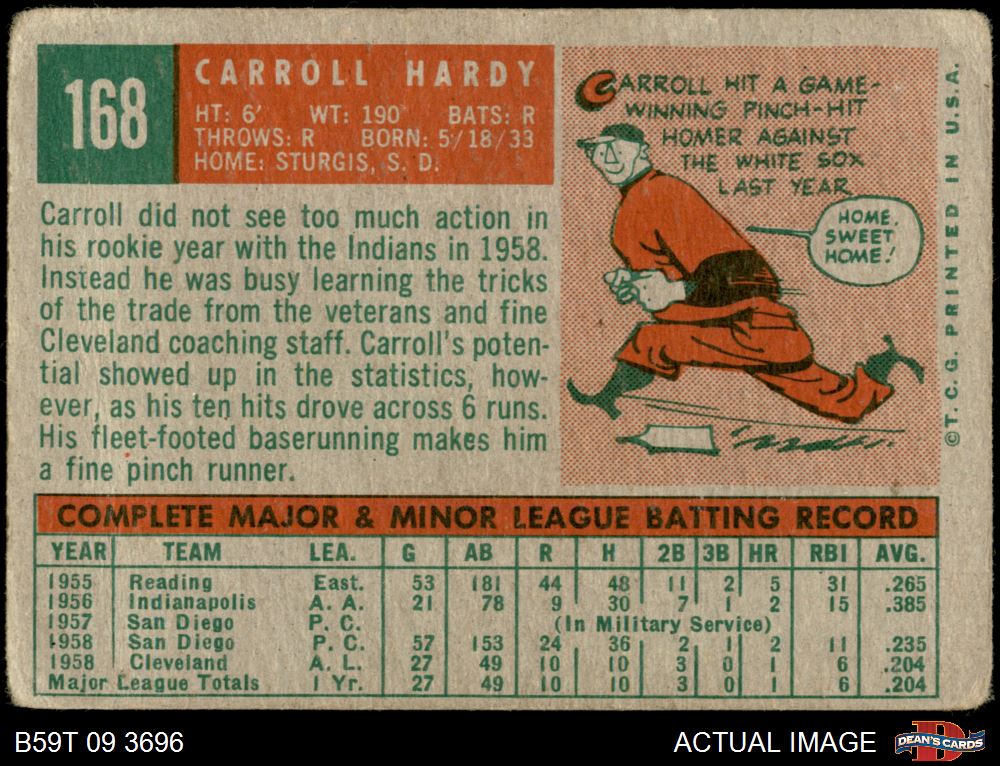 168
CARROLL HARDY
HT: 6' WT: 190 BATS: R
THROWS: R BORN: 5/18/33
HOME: STURGIS, S. D.
Carroll did not see too much action in
his rookie year with the Indians in 1958.
Instead he was busy learning the tricks
of the trade from the veterans and fine
Cleveland coaching staff. Carroll's poten-
tial showed up in the statistics, how-
ever, as his ten hits drove across 6 runs.
His fleet-footed baserunning makes him
a fine pinch runner.
CARROLL HIT A GAME-
WINNING PINCH-HIT
HOMER AGAINST
THE WHITE SOX
LAST YEAR
HOME,
SWEET
HOME!
©T.C.G. PRINTED IN U.S.A.
COMPLETE MAJOR & MINOR LEAGUE BATTING RECORD
YEAR TEAM LEA. G AB R H 2B 3B HR RBI AVG.
1955 Reading East. 53 181 44 48 11 2 5 31 .265
1956 Indianapolis A. A. 21 78 9 30 7 1 2 15 .385
1957 San Diego P. C. (In Military Service)
1958 San Diego P. C. 57 153 24 36 2 1 2 11 .235
1958 Cleveland A. L. 27 49 10 10 3 0 1 6 .204
Major League Totals 1 Yr. 27 49 10 10 3 0 1 6 .204
B59T 09 3696
ACTUAL IMAGE
D
DEAN'S CARDS